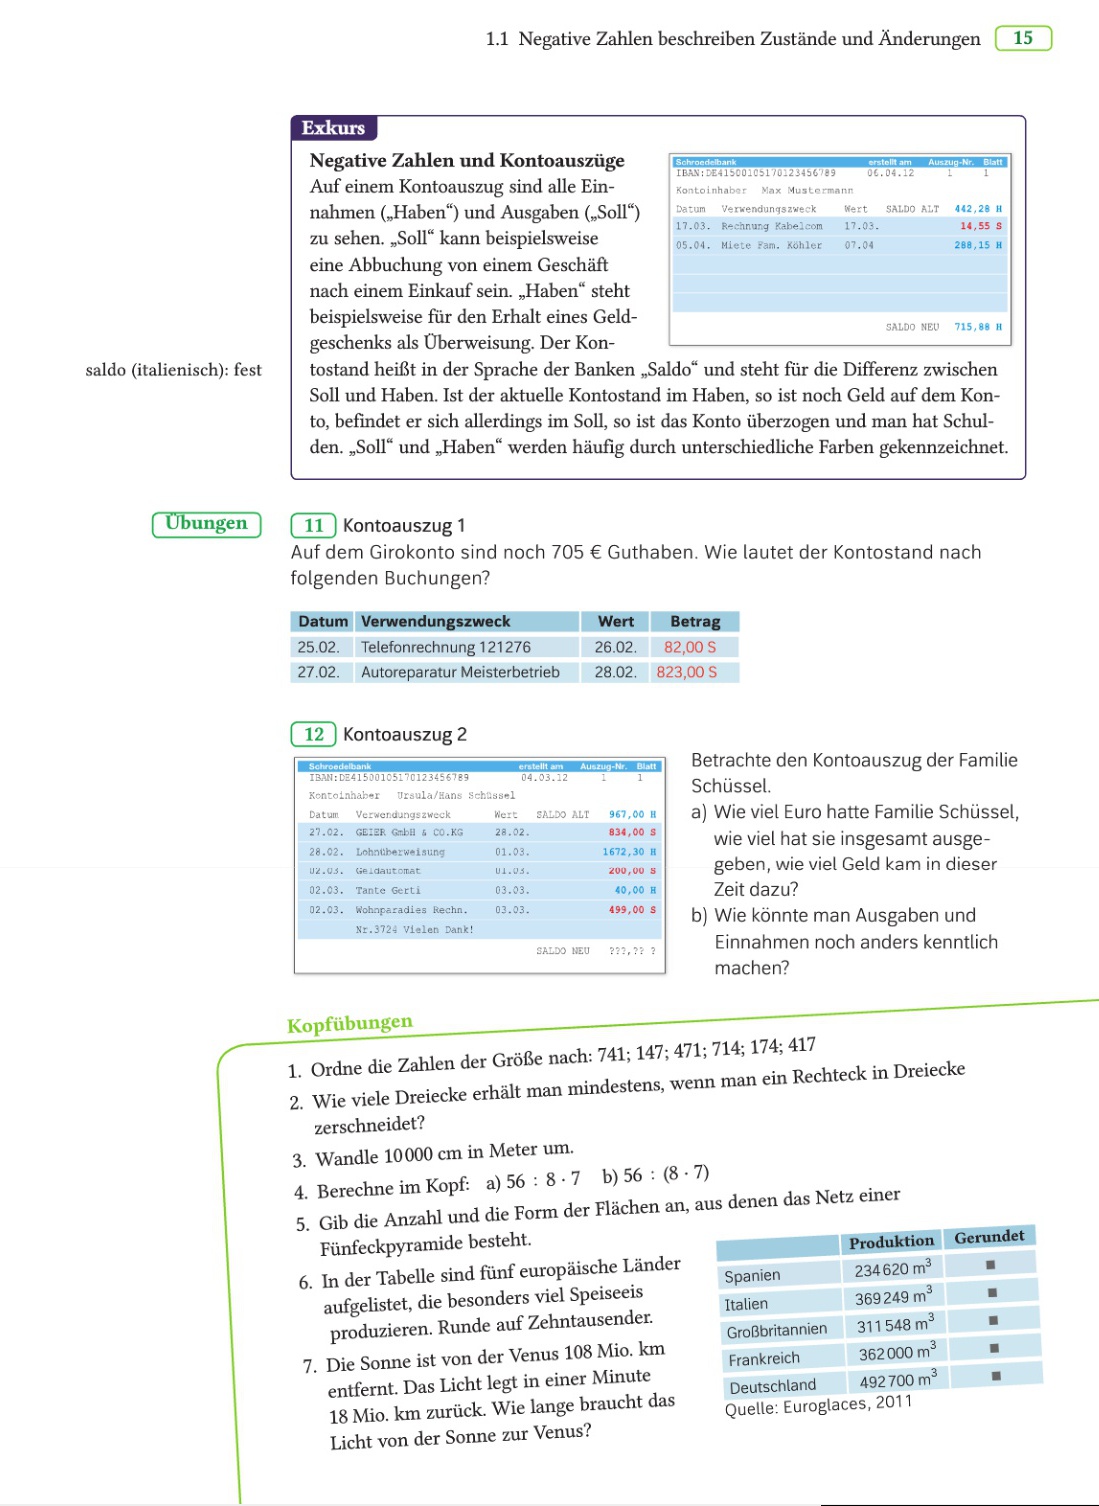 1.1 Negative Zahlen beschreiben Zustände und Änderungen 15
Exkurs
Negative Zahlen und Kontoauszüge
Auf einem Kontoauszug sind alle Ein-
nahmen („Haben“) und Ausgaben („Soll“)
zu sehen. „Soll“ kann beispielsweise
eine Abbuchung von einem Geschäft
nach einem Einkauf sein. „Haben“ steht
beispielsweise für den Erhalt eines Geld-
geschenks als Überweisung. Der Kon-
tostand heißt in der Sprache der Banken „Saldo“ und steht für die Differenz zwischen
Soll und Haben. Ist der aktuelle Kontostand im Haben, so ist noch Geld auf dem Kon-
to, befindet er sich allerdings im Soll, so ist das Konto überzogen und man hat Schul-
den. „Soll“ und „Haben“ werden häufig durch unterschiedliche Farben gekennzeichnet.
Schroedelbank erstellt am Auszug-Nr. Blatt
IBAN:DE41500105170123456789 06.04.12 1 1
Kontoinhaber Max Mustermann
Datum Verwendungszweck Wert SALDO ALT 442,28 H
17.03. Rechnung Kabelcom 17.03. 14,55 S
05.04. Miete Fam. Köhler 07.04 288,15 H
SALDO NEU 715,88 H
saldo (italienisch): fest
Übungen
11 Kontoauszug 1
Auf dem Girokonto sind noch 705 € Guthaben. Wie lautet der Kontostand nach
folgenden Buchungen?
Datum Verwendungszweck Wert Betrag
25.02. Telefonrechnung 121276 26.02. 82,00 S
27.02. Autoreparatur Meisterbetrieb 28.02. 823,00 S
12 Kontoauszug 2
Schroedelbank erstellt am Auszug-Nr. Blatt
IBAN:DE41500105170123456789 04.03.12 1 1
Kontoinhaber Ursula/Hans Schüssel
Datum Verwendungszweck Wert SALDO ALT 967,00 H
27.02. GEIER GmbH & CO.KG 28.02. 834,00 S
28.02. Lohnüberweisung 01.03. 1672,30 H
02.03. Geldautomat 01.03. 200,00 S
02.03. Tante Gerti 03.03. 40,00 H
02.03. Wohnparadies Rechn. 03.03. 499,00 S
Nr.3724 Vielen Dank!
SALDO NEU ???,?? ?
Betrachte den Kontoauszug der Familie
Schüssel.
a) Wie viel Euro hatte Familie Schüssel,
wie viel hat sie insgesamt ausge-
geben, wie viel Geld kam in dieser
Zeit dazu?
b) Wie könnte man Ausgaben und
Einnahmen noch anders kenntlich
machen?
Kopfübungen
1. Ordne die Zahlen der Größe nach: 741; 147; 471; 714; 174; 417
2. Wie viele Dreiecke erhält man mindestens, wenn man ein Rechteck in Dreiecke
zerschneidet?
3. Wandle 10 000 cm in Meter um.
4. Berechne im Kopf: a) 56 : 8 · 7 b) 56 : (8 · 7)
5. Gib die Anzahl und die Form der Flächen an, aus denen das Netz einer
Fünfeckpyramide besteht.
6. In der Tabelle sind fünf europäische Länder
aufgelistet, die besonders viel Speiseeis
produzieren. Runde auf Zehntausender.
7. Die Sonne ist von der Venus 108 Mio. km
entfernt. Das Licht legt in einer Minute
18 Mio. km zurück. Wie lange braucht das
Licht von der Sonne zur Venus?
Produktion Gerundet
Spanien 234 620 m³ ■
Italien 369 249 m³ ■
Großbritannien 311 548 m³ ■
Frankreich 362 000 m³ ■
Deutschland 492 700 m³ ■
Quelle: Euroglaces, 2011